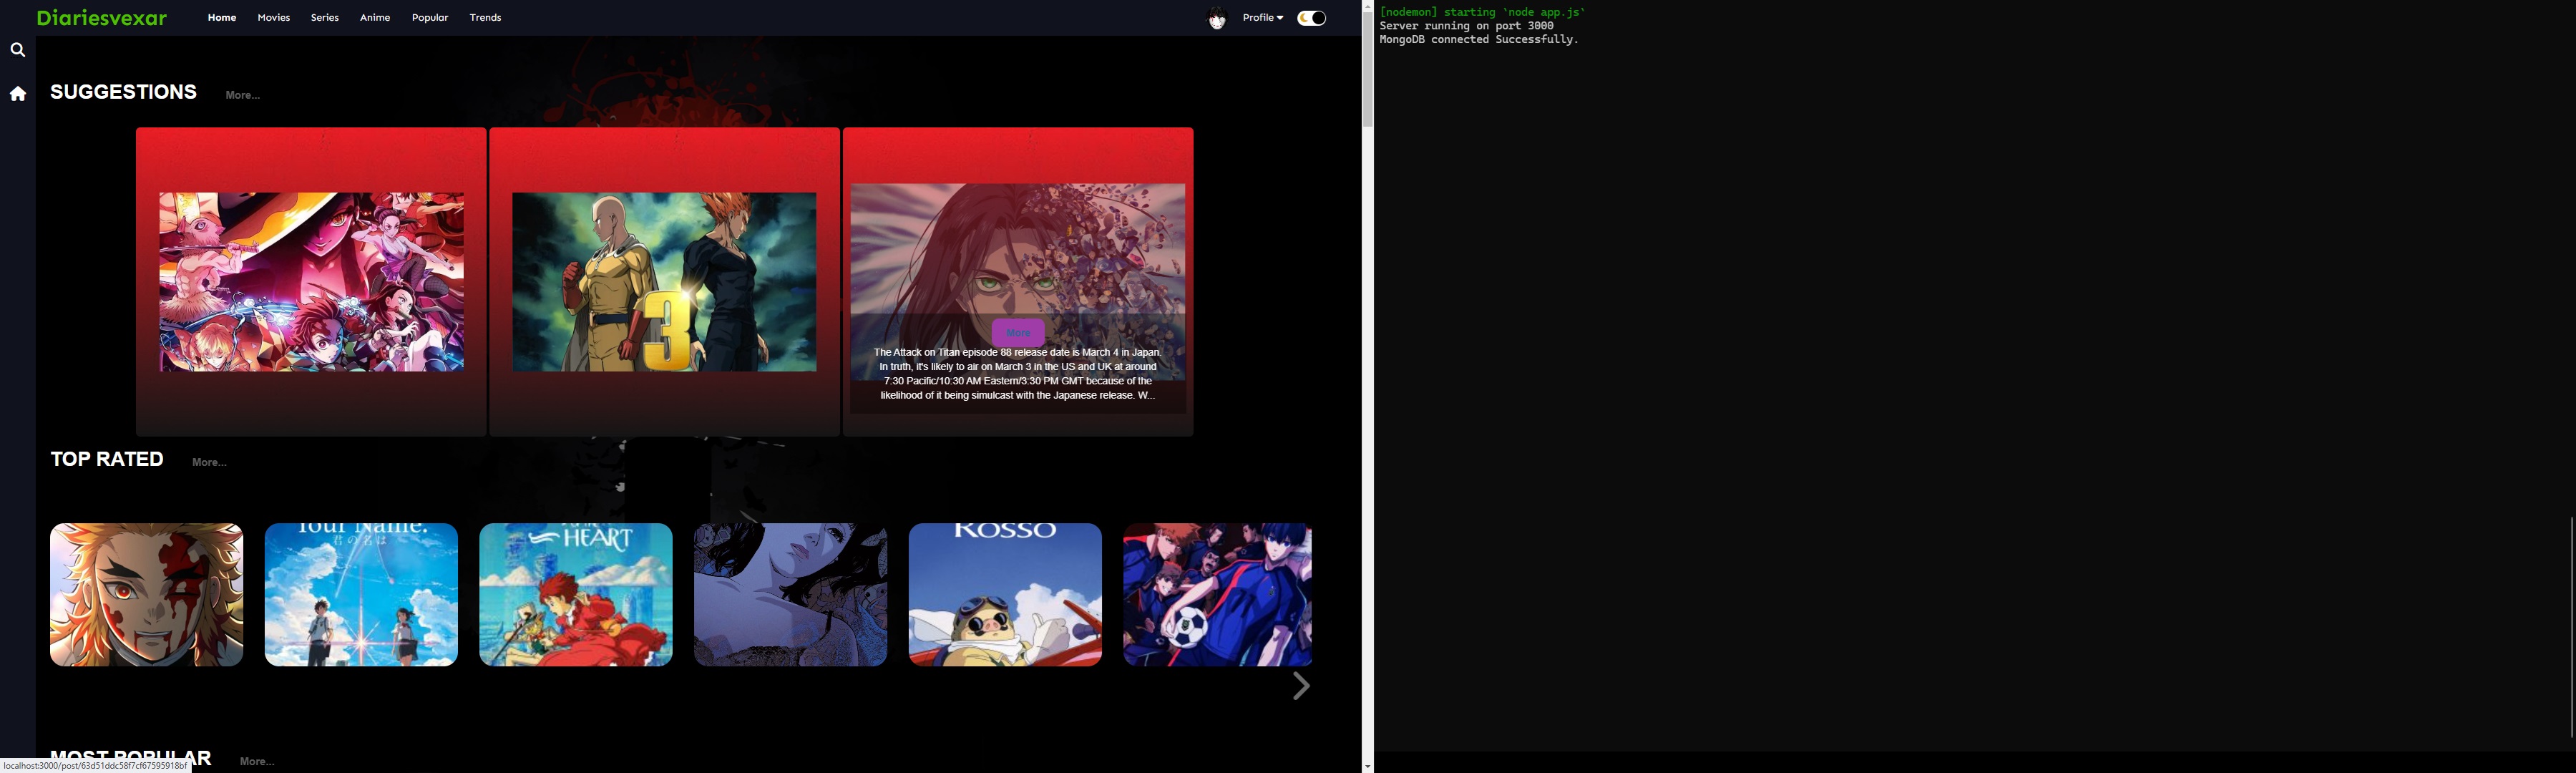 Diariesvexar
Home Movies Series Anime Popular Trends
Profile
SUGGESTIONS More...
3
More
The Attack on Titan episode 88 release date is March 4 in Japan.
In truth, it's likely to air on March 3 in the US and UK at around
7:30 Pacific/10:30 AM Eastern/3:30 PM GMT because of the
likelihood of it being simulcast with the Japanese release. W...
TOP RATED More...
Your Name.
君の名は
HEART
ROSSO
MOST POPULAR More...
localhost:3000/post/63d51ddc58f7cf67595918bf
[nodemon] starting `node app.js`
Server running on port 3000
MongoDB connected Successfully.